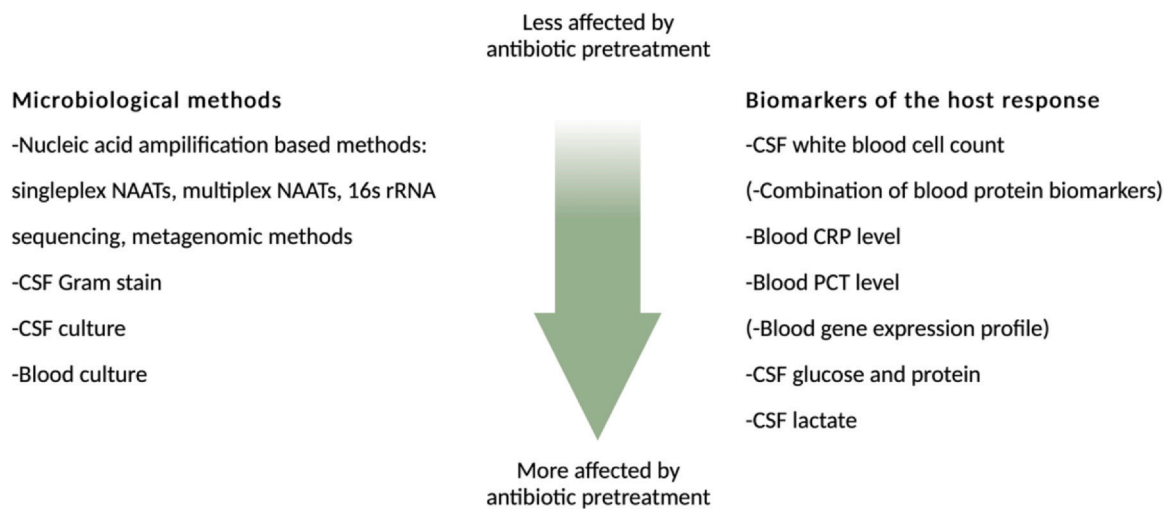 Less affected by
antibiotic pretreatment
Microbiological methods
-Nucleic acid ampilification based methods:
singleplex NAATs, multiplex NAATs, 16s rRNA
sequencing, metagenomic methods
-CSF Gram stain
-CSF culture
-Blood culture
Biomarkers of the host response
-CSF white blood cell count
(-Combination of blood protein biomarkers)
-Blood CRP level
-Blood PCT level
(-Blood gene expression profile)
-CSF glucose and protein
-CSF lactate
More affected by
antibiotic pretreatment